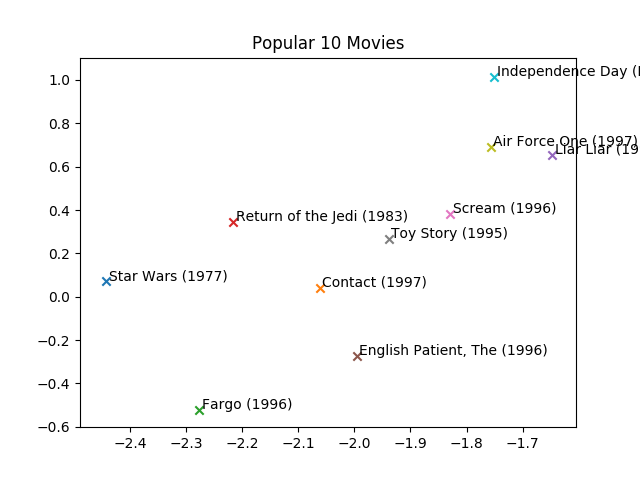 Popular 10 Movies
1.0
Independence Day (I
0.8
Air Force One (1997)
Liar Liar (19
0.6
0.4
Scream (1996)
Return of the Jedi (1983)
Toy Story (1995)
0.2
Star Wars (1977)
Contact (1997)
0.0
−0.2
English Patient, The (1996)
−0.4
Fargo (1996)
−0.6
−2.4 −2.3 −2.2 −2.1 −2.0 −1.9 −1.8 −1.7